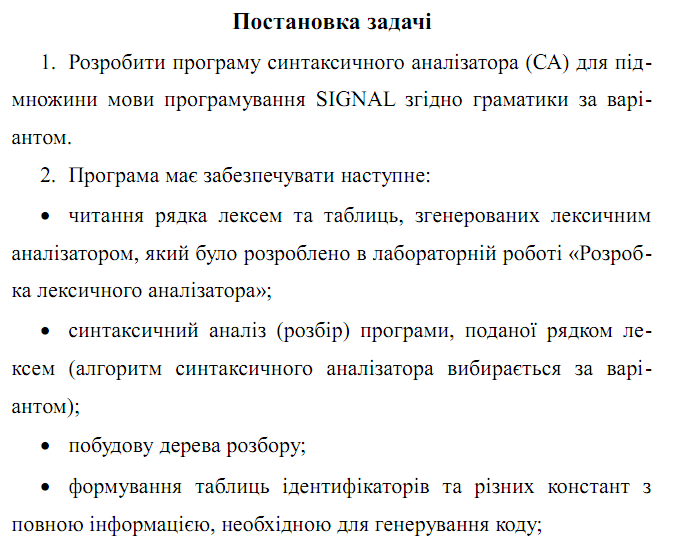 Постановка задачі
1. Розробити програму синтаксичного аналізатора (СА) для під-
множини мови програмування SIGNAL згідно граматики за варі-
антом.
2. Програма має забезпечувати наступне:
• читання рядка лексем та таблиць, згенерованих лексичним
аналізатором, який було розроблено в лабораторній роботі «Розроб-
ка лексичного аналізатора»;
• синтаксичний аналіз (розбір) програми, поданої рядком ле-
ксем (алгоритм синтаксичного аналізатора вибирається за варі-
антом);
• побудову дерева розбору;
• формування таблиць ідентифікаторів та різних констант з
повною інформацією, необхідною для генерування коду;